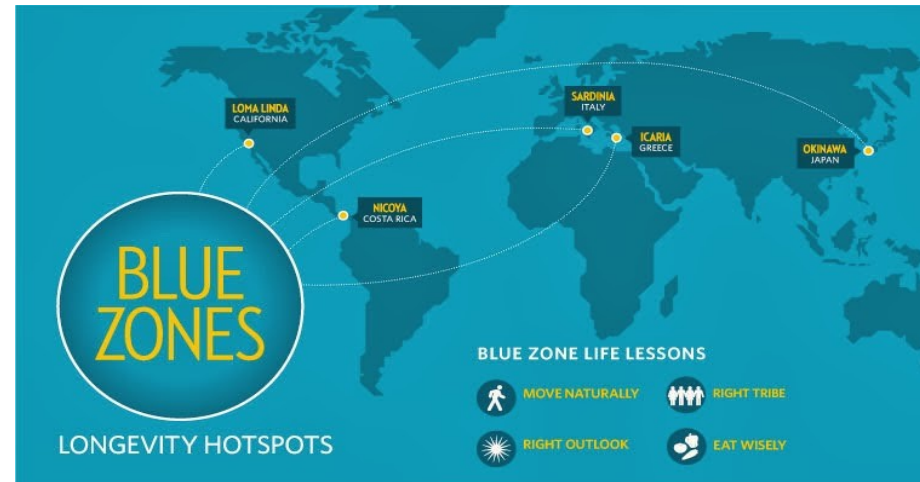 LOMA LINDA
CALIFORNIA
SARDINIA
ITALY
ICARIA
GREECE
OKINAWA
JAPAN
NICOYA
COSTA RICA
BLUE
ZONES
LONGEVITY HOTSPOTS
BLUE ZONE LIFE LESSONS
MOVE NATURALLY
RIGHT TRIBE
RIGHT OUTLOOK
EAT WISELY